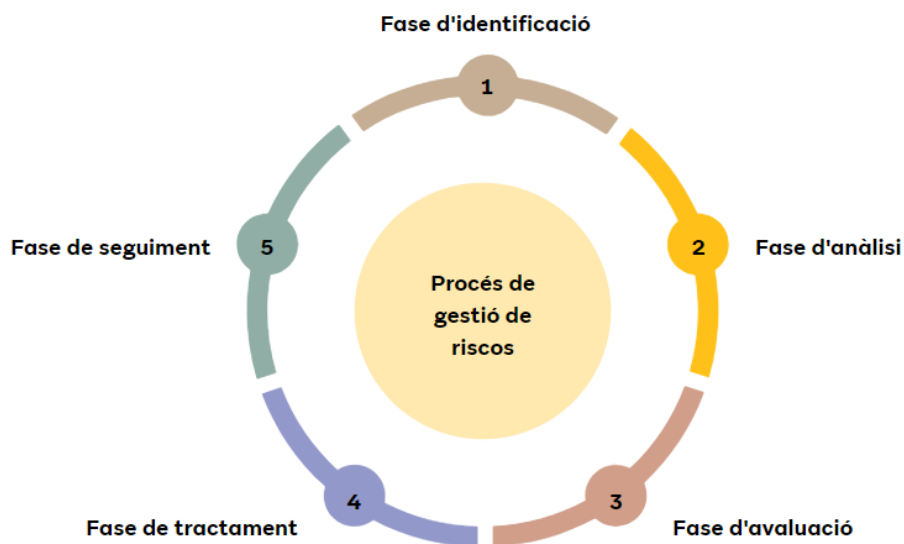 Fase d'identificació
1
2
Fase d'anàlisi
3
Fase d'avaluació
4
Fase de tractament
5
Fase de seguiment
Procés de
gestió de
riscos